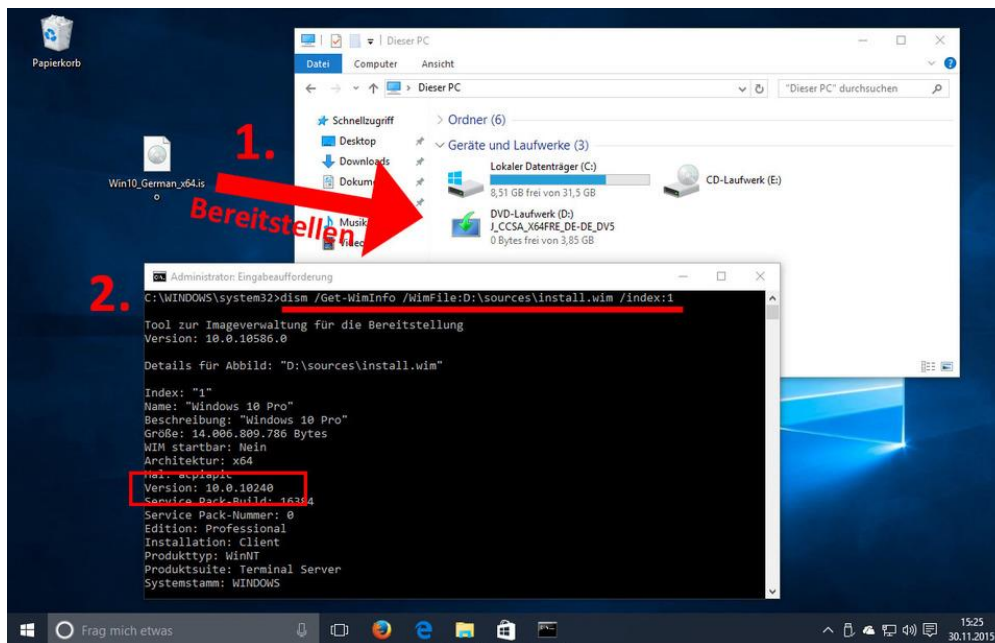 Papierkorb
Dieser PC
Datei Computer Ansicht
Dieser PC
"Dieser PC" durchsuchen
Schnellzugriff
Desktop
Downloads
Musik
Ordner (6)
Geräte und Laufwerke (3)
Lokaler Datenträger (C:)
8,51 GB frei von 31,5 GB
CD-Laufwerk (E:)
DVD-Laufwerk (D:)
J_CCSA_X64FRE_DE-DE_DV5
0 Bytes frei von 3,85 GB
Win10_German_x64.is
o
1.
Bereitstellen
2.
Administrator: Eingabeaufforderung
C:\WINDOWS\system32>dism /Get-WimInfo /WimFile:D:\sources\install.wim /index:1
Tool zur Imageverwaltung für die Bereitstellung
Version: 10.0.10586.0
Details für Abbild: "D:\sources\install.wim"
Index: "1"
Name: "Windows 10 Pro"
Beschreibung: "Windows 10 Pro"
Größe: 14.006.809.786 Bytes
WIM startbar: Nein
Architektur: x64
Hal: acpiapic
Version: 10.0.10240
Service Pack-Build: 16384
Service Pack-Nummer: 0
Edition: Professional
Installation: Client
Produkttyp: WinNT
Produktsuite: Terminal Server
Systemstamm: WINDOWS
Frag mich etwas
15:25
30.11.2015